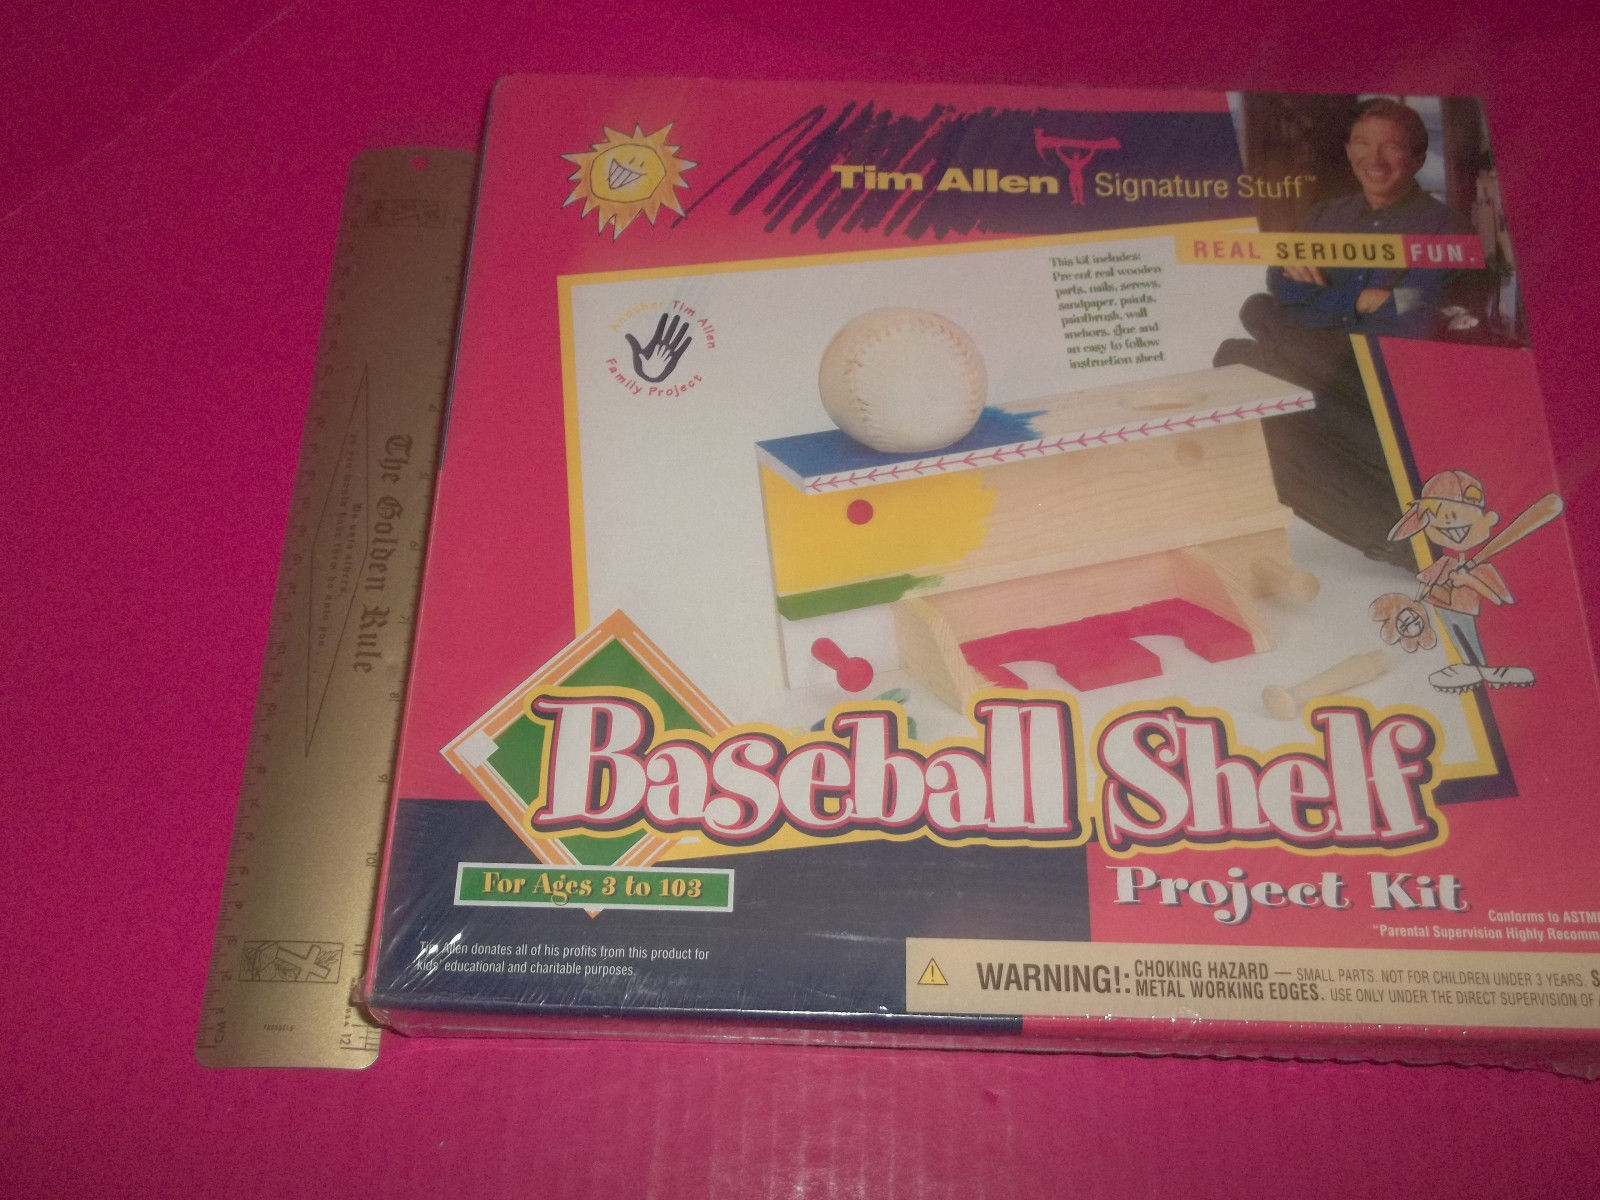 Tim Allen Signature Stuff™
REAL SERIOUS FUN.
This kit includes:
Pre-cut real wooden
parts, nails, screws,
sandpaper, paints,
paintbrush, wall
anchors, glue and
an easy to follow
instruction sheet
Another Tim Allen
Family Project
Baseball Shelf
Project Kit
For Ages 3 to 103
Tim Allen donates all of his profits from this product for
kids' educational and charitable purposes.
Conforms to ASTM
"Parental Supervision Highly Recomm
WARNING!: CHOKING HAZARD — SMALL PARTS. NOT FOR CHILDREN UNDER 3 YEARS. S
METAL WORKING EDGES. USE ONLY UNDER THE DIRECT SUPERVISION OF
The Golden Rule
12